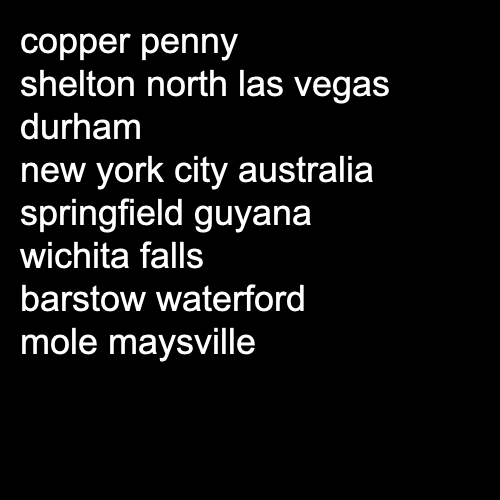 copper penny
shelton north las vegas
durham
new york city australia
springfield guyana
wichita falls
barstow waterford
mole maysville